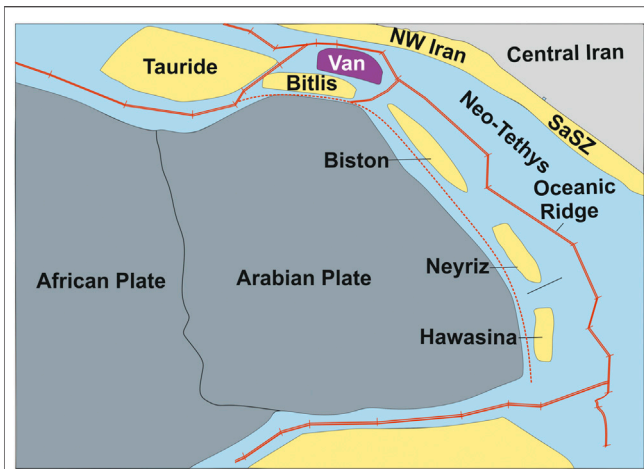 NW Iran
Central Iran
Van
Tauride
Bitlis
Neo-Tethys
SaSZ
Biston
Oceanic
Ridge
Neyriz
African Plate
Arabian Plate
Hawasina